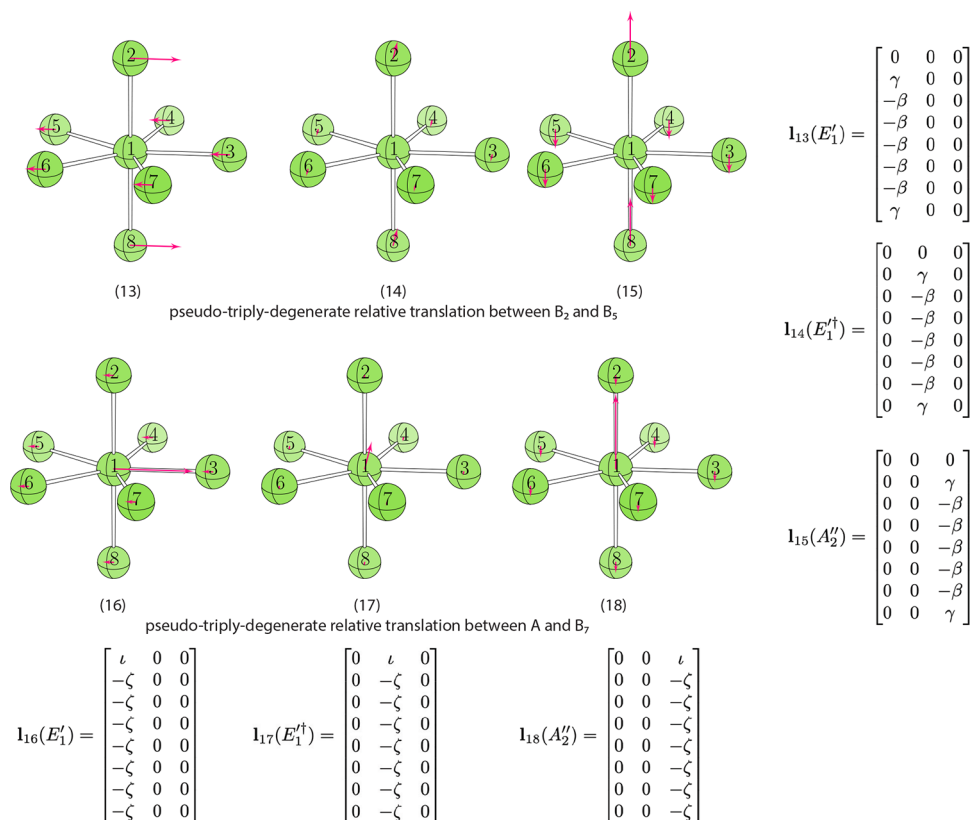 2
5
4
1
3
6
7
8
(13)
2
5
4
1
3
6
7
8
(14)
2
5
4
1
3
6
7
8
(15)
pseudo-triply-degenerate relative translation between B₂ and B₅
l₁₃(E′₁) =
0 0 0
γ 0 0
−β 0 0
−β 0 0
−β 0 0
−β 0 0
−β 0 0
γ 0 0
l₁₄(E′₁†) =
0 0 0
0 γ 0
0 −β 0
0 −β 0
0 −β 0
0 −β 0
0 −β 0
0 γ 0
l₁₅(A″₂) =
0 0 0
0 0 γ
0 0 −β
0 0 −β
0 0 −β
0 0 −β
0 0 −β
0 0 γ
2
5
4
1
3
6
7
8
(16)
2
5
4
1
3
6
7
8
(17)
2
5
4
1
3
6
7
8
(18)
pseudo-triply-degenerate relative translation between A and B₇
l₁₆(E′₁) =
ι 0 0
−ζ 0 0
−ζ 0 0
−ζ 0 0
−ζ 0 0
−ζ 0 0
−ζ 0 0
−ζ 0 0
l₁₇(E′₁†) =
0 ι 0
0 −ζ 0
0 −ζ 0
0 −ζ 0
0 −ζ 0
0 −ζ 0
0 −ζ 0
0 −ζ 0
l₁₈(A″₂) =
0 0 ι
0 0 −ζ
0 0 −ζ
0 0 −ζ
0 0 −ζ
0 0 −ζ
0 0 −ζ
0 0 −ζ